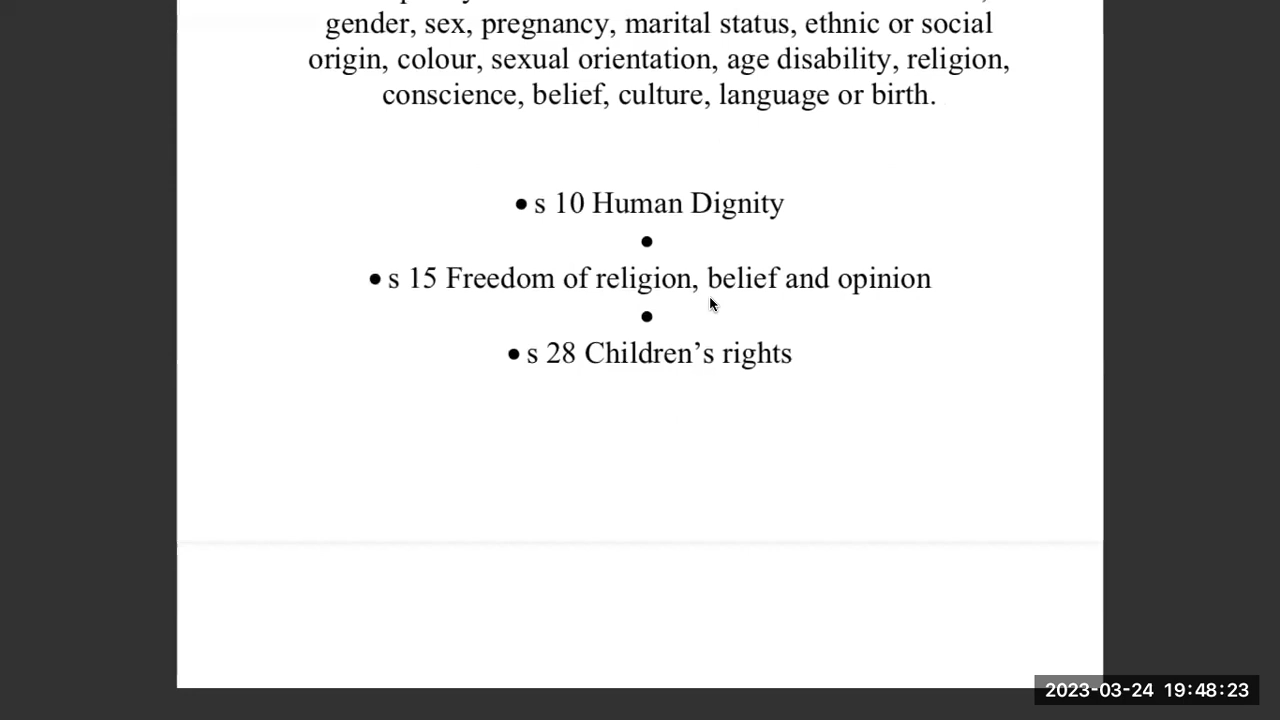 gender, sex, pregnancy, marital status, ethnic or social
origin, colour, sexual orientation, age disability, religion,
conscience, belief, culture, language or birth.
• s 10 Human Dignity
•
• s 15 Freedom of religion, belief and opinion
•
• s 28 Children’s rights
2023-03-24 19:48:23